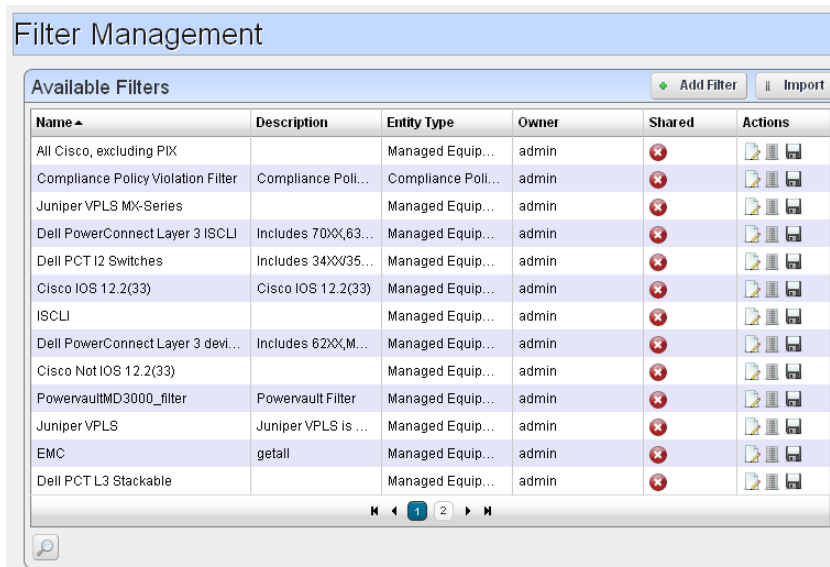 Filter Management
Available Filters Add Filter Import
Name Description Entity Type Owner Shared Actions
All Cisco, excluding PIX Managed Equip... admin
Compliance Policy Violation Filter Compliance Poli... Compliance Poli... admin
Juniper VPLS MX-Series Managed Equip... admin
Dell PowerConnect Layer 3 ISCLI Includes 70XX,63... Managed Equip... admin
Dell PCT l2 Switches Includes 34XX/35... Managed Equip... admin
Cisco IOS 12.2(33) Cisco IOS 12.2(33) Managed Equip... admin
ISCLI Managed Equip... admin
Dell PowerConnect Layer 3 devi... Includes 62XX,M... Managed Equip... admin
Cisco Not IOS 12.2(33) Managed Equip... admin
PowervaultMD3000_filter Powervault Filter Managed Equip... admin
Juniper VPLS Juniper VPLS is ... Managed Equip... admin
EMC getall Managed Equip... admin
Dell PCT L3 Stackable Managed Equip... admin
1 2